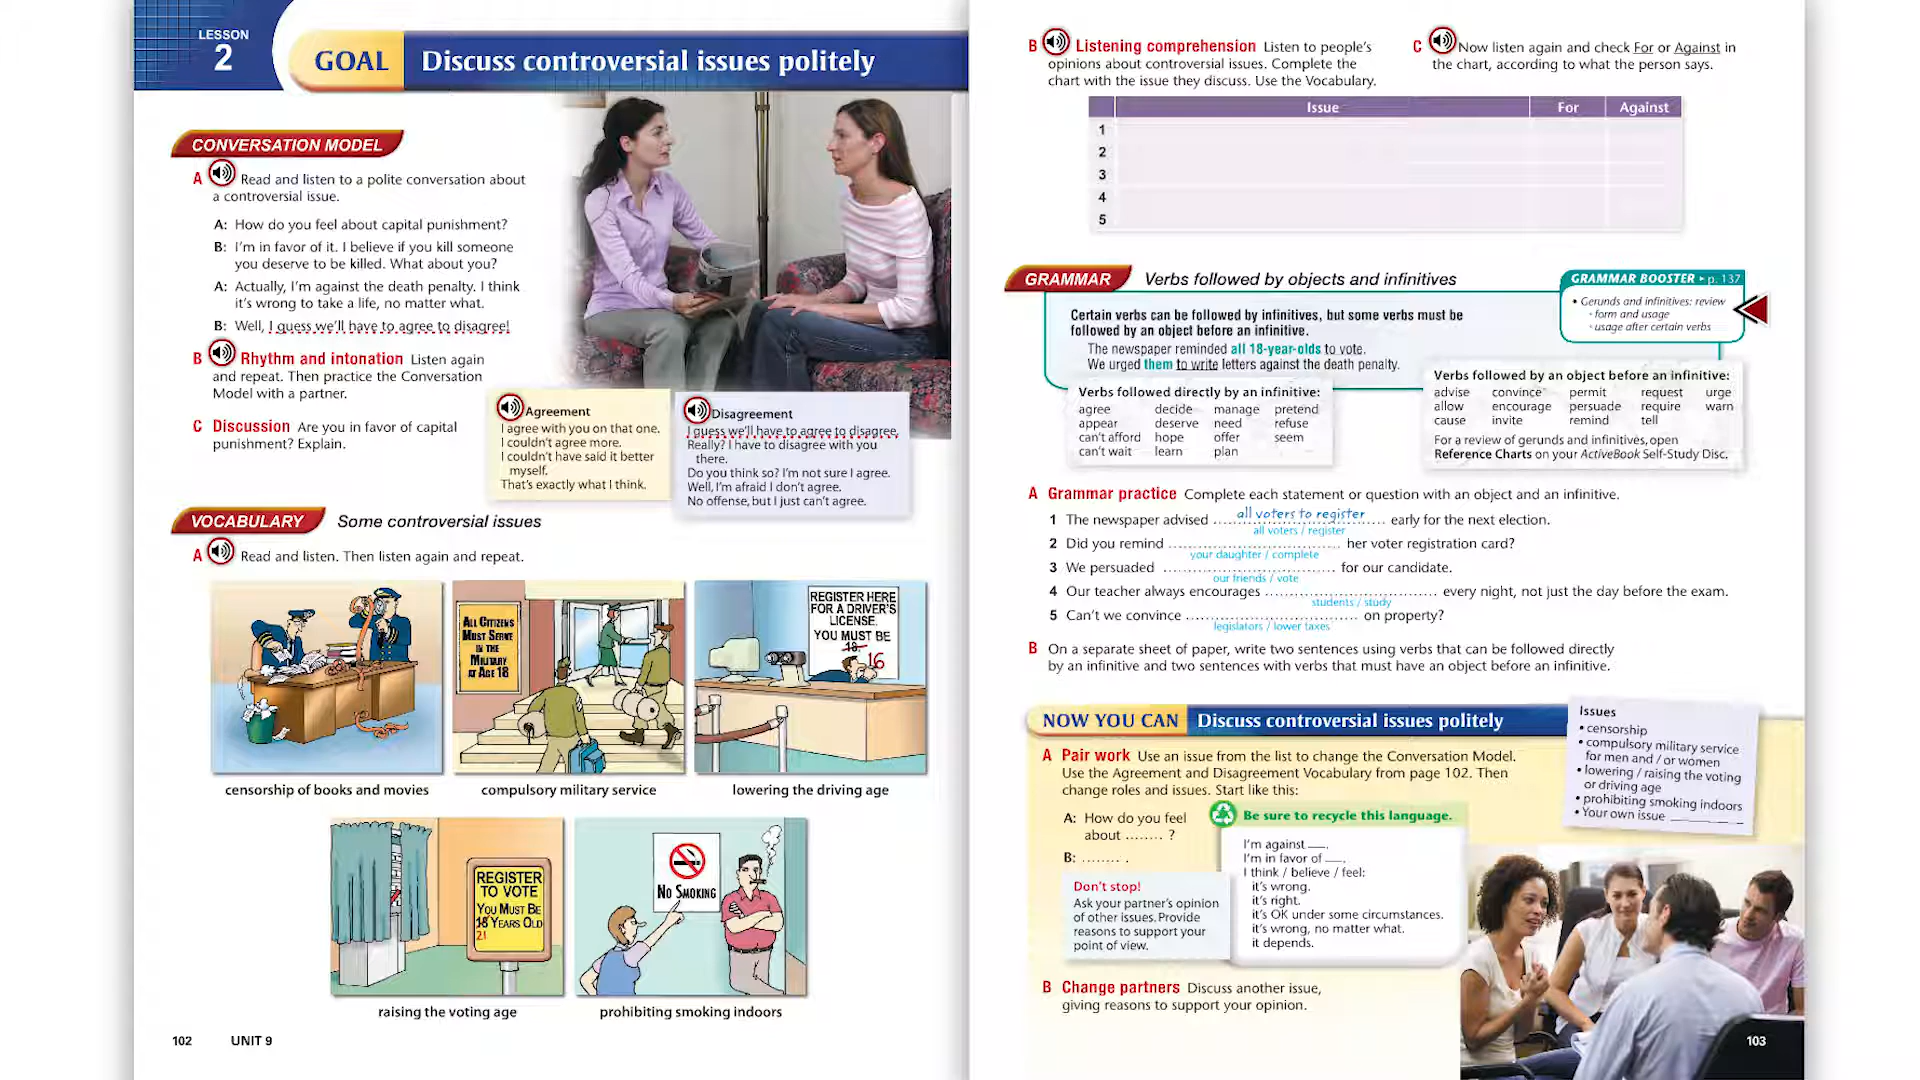 LESSON
2
GOAL Discuss controversial issues politely
CONVERSATION MODEL
A Read and listen to a polite conversation about
a controversial issue.
A: How do you feel about capital punishment?
B: I'm in favor of it. I believe if you kill someone
you deserve to be killed. What about you?
A: Actually, I'm against the death penalty. I think
it's wrong to take a life, no matter what.
B: Well, I guess we'll have to agree to disagree!
B Rhythm and intonation Listen again
and repeat. Then practice the Conversation
Model with a partner.
C Discussion Are you in favor of capital
punishment? Explain.
Agreement
I agree with you on that one.
I couldn't agree more.
I couldn't have said it better
myself.
That's exactly what I think.
Disagreement
I guess we'll have to agree to disagree.
Really? I have to disagree with you
there.
Do you think so? I'm not sure I agree.
Well, I'm afraid I don't agree.
No offense, but I just can't agree.
VOCABULARY Some controversial issues
A Read and listen. Then listen again and repeat.
ALL CITIZENS
MUST SERVE
IN THE
MILITARY
AT AGE 18
REGISTER HERE
FOR A DRIVER'S
LICENSE.
YOU MUST BE
18
16
censorship of books and movies
compulsory military service
lowering the driving age
REGISTER
TO VOTE
YOU MUST BE
18 YEARS OLD
21
NO SMOKING
raising the voting age
prohibiting smoking indoors
102 UNIT 9
B Listening comprehension Listen to people's
opinions about controversial issues. Complete the
chart with the issue they discuss. Use the Vocabulary.
C Now listen again and check For or Against in
the chart, according to what the person says.
Issue For Against
1
2
3
4
5
GRAMMAR Verbs followed by objects and infinitives
GRAMMAR BOOSTER ▸ p. 137
• Gerunds and infinitives: review
• form and usage
• usage after certain verbs
Certain verbs can be followed by infinitives, but some verbs must be
followed by an object before an infinitive.
The newspaper reminded all 18-year-olds to vote.
We urged them to write letters against the death penalty.
Verbs followed directly by an infinitive:
agree decide manage pretend
appear deserve need refuse
can't afford hope offer seem
can't wait learn plan
Verbs followed by an object before an infinitive:
advise convince permit request urge
allow encourage persuade require warn
cause invite remind tell
For a review of gerunds and infinitives, open
Reference Charts on your ActiveBook Self-Study Disc.
A Grammar practice Complete each statement or question with an object and an infinitive.
1 The newspaper advised all voters to register early for the next election.
all voters / register
2 Did you remind .......... her voter registration card?
your daughter / complete
3 We persuaded .......... for our candidate.
our friends / vote
4 Our teacher always encourages .......... every night, not just the day before the exam.
students / study
5 Can't we convince .......... on property?
legislators / lower taxes
B On a separate sheet of paper, write two sentences using verbs that can be followed directly
by an infinitive and two sentences with verbs that must have an object before an infinitive.
NOW YOU CAN Discuss controversial issues politely
A Pair work Use an issue from the list to change the Conversation Model.
Use the Agreement and Disagreement Vocabulary from page 102. Then
change roles and issues. Start like this:
A: How do you feel
about ........ ?
B: ........ .
Don't stop!
Ask your partner's opinion
of other issues. Provide
reasons to support your
point of view.
Be sure to recycle this language.
I'm against ___.
I'm in favor of ___.
I think / believe / feel:
it's wrong.
it's right.
it's OK under some circumstances.
it's wrong, no matter what.
it depends.
Issues
• censorship
• compulsory military service
for men and / or women
• lowering / raising the voting
or driving age
• prohibiting smoking indoors
• Your own issue ___________
B Change partners Discuss another issue,
giving reasons to support your opinion.
103